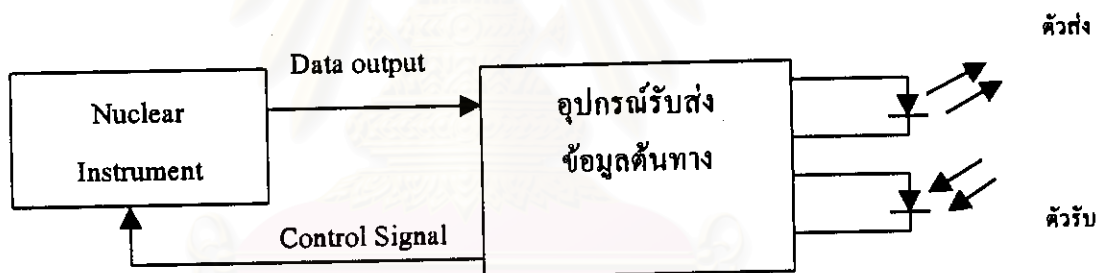 ตัวส่ง
Data output
Nuclear
Instrument
อุปกรณ์รับส่ง
ข้อมูลต้นทาง
Control Signal
ตัวรับ